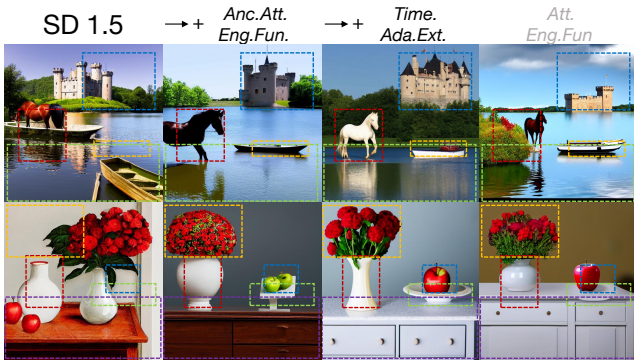 SD 1.5
→ + Anc.Att.
Eng.Fun.
→ + Time.
Ada.Ext.
Att.
Eng.Fun